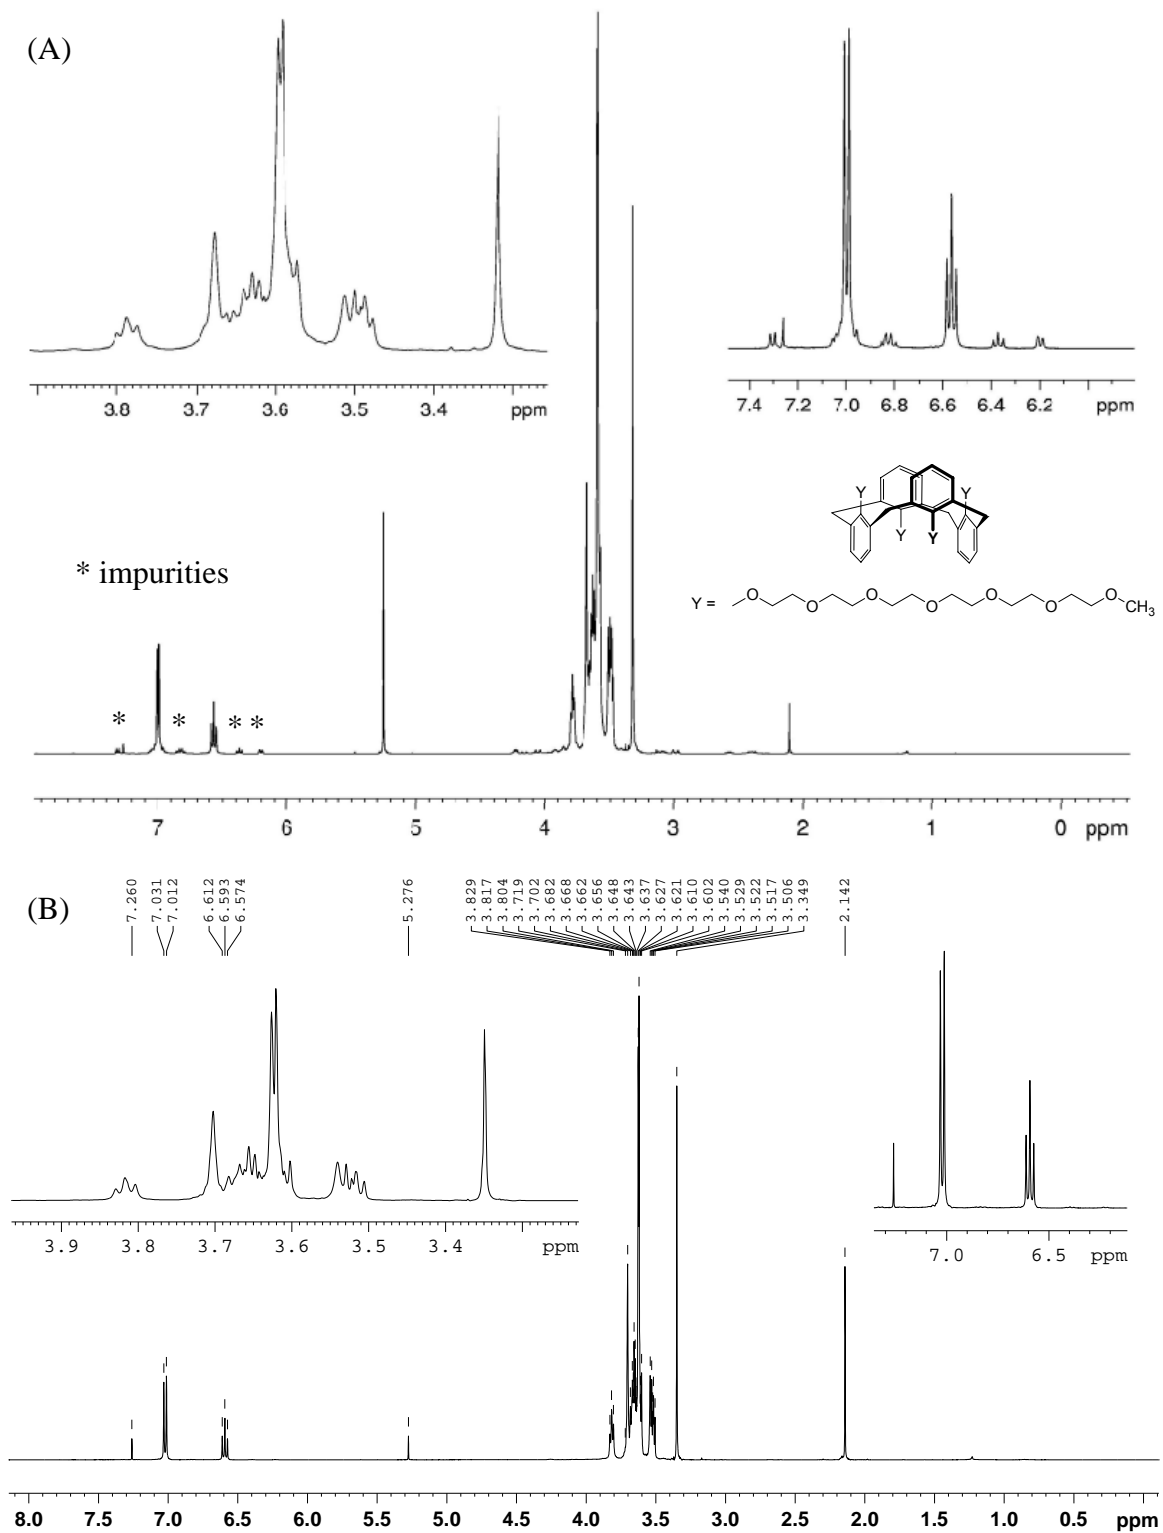 (A)
3.8 3.7 3.6 3.5 3.4 ppm
7.4 7.2 7.0 6.8 6.6 6.4 6.2 ppm
Y
Y
Y
Y
* impurities
Y = O O O O O O O CH3
* * * *
7 6 5 4 3 2 1 0 ppm
(B)
7.260
7.031
7.012
6.612
6.593
6.574
5.276
3.829
3.817
3.804
3.719
3.702
3.682
3.668
3.662
3.656
3.648
3.643
3.637
3.627
3.621
3.610
3.602
3.540
3.529
3.522
3.517
3.506
3.349
2.142
3.9 3.8 3.7 3.6 3.5 3.4 ppm
7.0 6.5 ppm
8.0 7.5 7.0 6.5 6.0 5.5 5.0 4.5 4.0 3.5 3.0 2.5 2.0 1.5 1.0 0.5 ppm